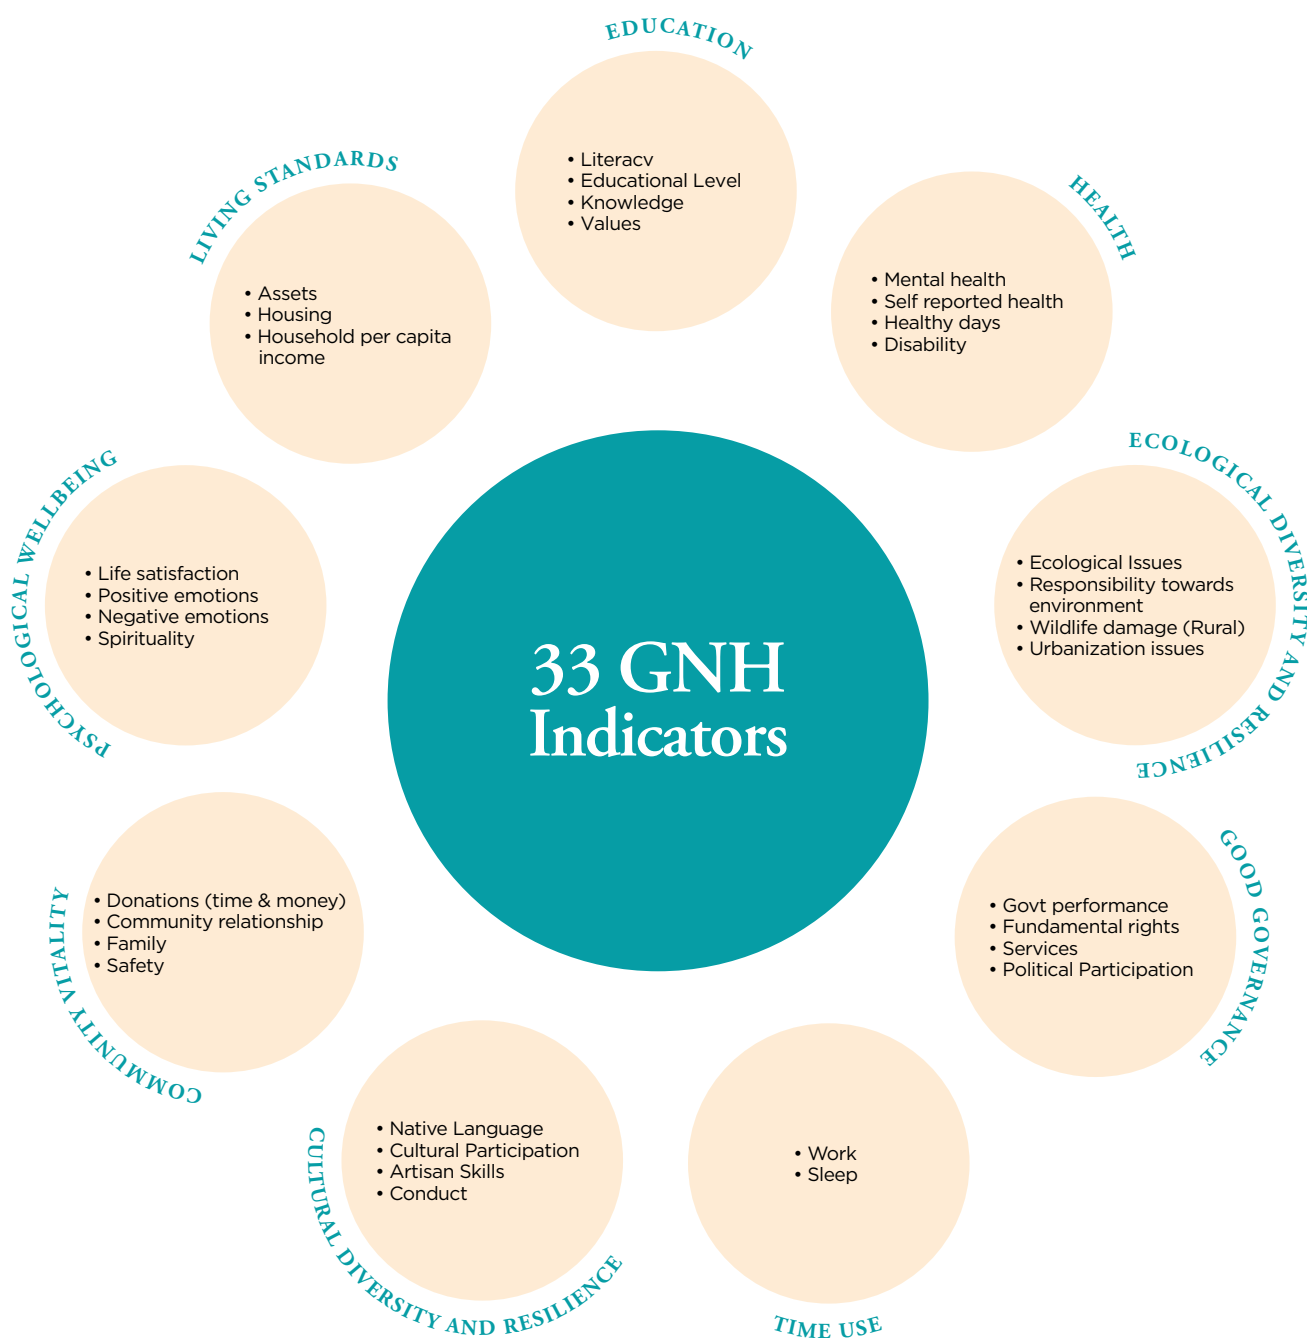 EDUCATION
• Literacv
• Educational Level
• Knowledge
• Values
HEALTH
• Mental health
• Self reported health
• Healthy days
• Disability
ECOLOGICAL DIVERSITY AND RESILIENCE
• Ecological Issues
• Responsibility towards
environment
• Wildlife damage (Rural)
• Urbanization issues
GOOD GOVERNANCE
• Govt performance
• Fundamental rights
• Services
• Political Participation
TIME USE
• Work
• Sleep
CULTURAL DIVERSITY AND RESILIENCE
• Native Language
• Cultural Participation
• Artisan Skills
• Conduct
COMMUNITY VITALITY
• Donations (time & money)
• Community relationship
• Family
• Safety
PSYCHOLOGICAL WELLBEING
• Life satisfaction
• Positive emotions
• Negative emotions
• Spirituality
LIVING STANDARDS
• Assets
• Housing
• Household per capita
income
33 GNH
Indicators